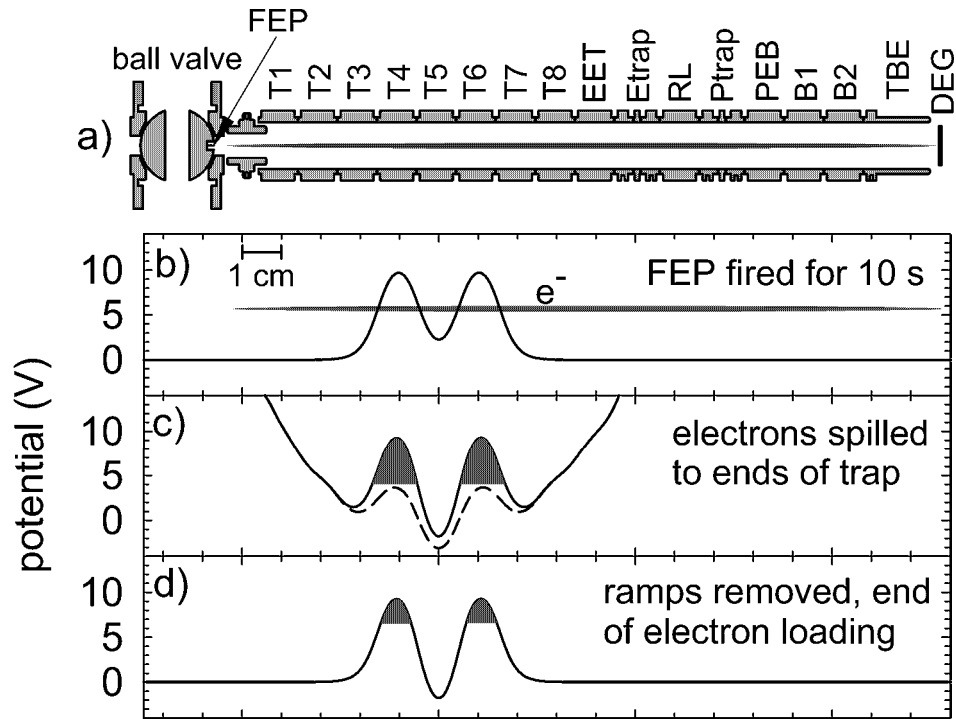 FEP
ball valve
T1
T2
T3
T4
T5
T6
T7
T8
EET
Etrap
RL
Ptrap
PEB
B1
B2
TBE
DEG
a)
b)
1 cm
e-
FEP fired for 10 s
10
5
0
c)
electrons spilled
to ends of trap
10
5
0
d)
ramps removed, end
of electron loading
10
5
0
potential (V)